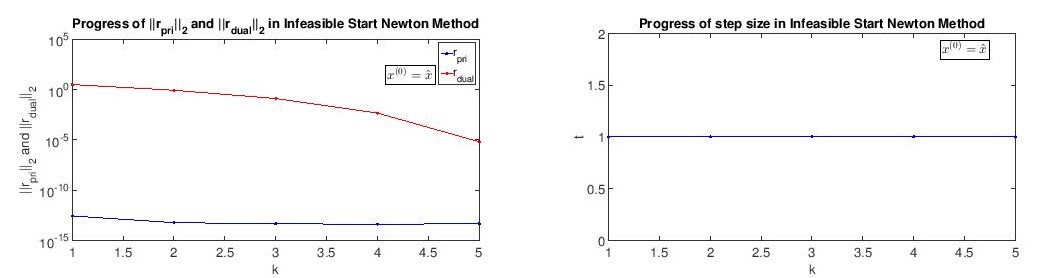 Progress of ||r_pri||_2 and ||r_dual||_2 in Infeasible Start Newton Method
||r_pri||_2 and ||r_dual||_2
10^5
10^0
10^-5
10^-10
10^-15
r_pri
r_dual
x^(0) = x̂
1 1.5 2 2.5 3 3.5 4 4.5 5
k
Progress of step size in Infeasible Start Newton Method
t
2
1.5
1
0.5
0
x^(0) = x̂
1 1.5 2 2.5 3 3.5 4 4.5 5
k